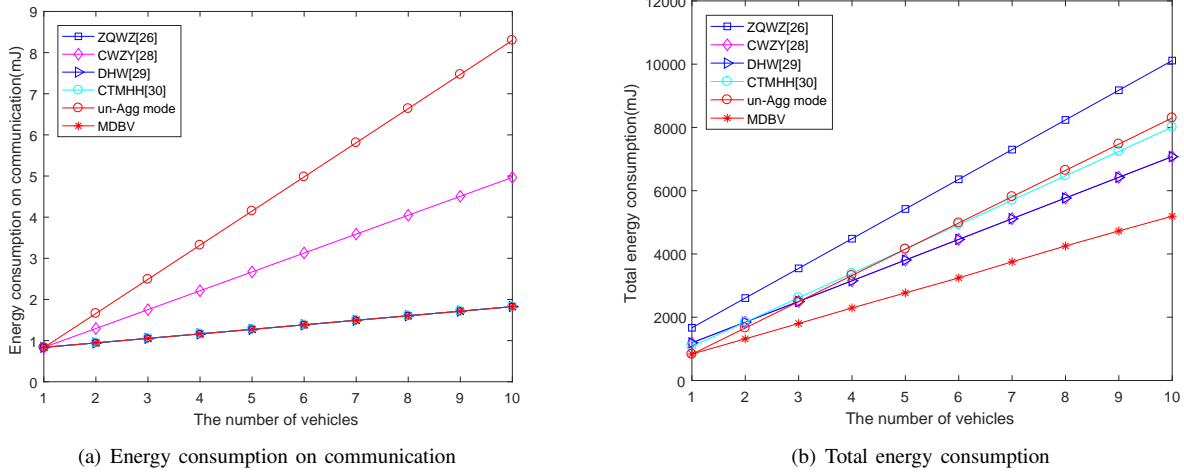 9
8
7
6
5
4
3
2
1
0
Energy consumption on communication(mJ)
ZQWZ[26]
CWZY[28]
DHW[29]
CTMHH[30]
un-Agg mode
MDBV
1 2 3 4 5 6 7 8 9 10
The number of vehicles
(a) Energy consumption on communication
12000
10000
8000
6000
4000
2000
0
Total energy consumption(mJ)
ZQWZ[26]
CWZY[28]
DHW[29]
CTMHH[30]
un-Agg mode
MDBV
1 2 3 4 5 6 7 8 9 10
The number of vehicles
(b) Total energy consumption